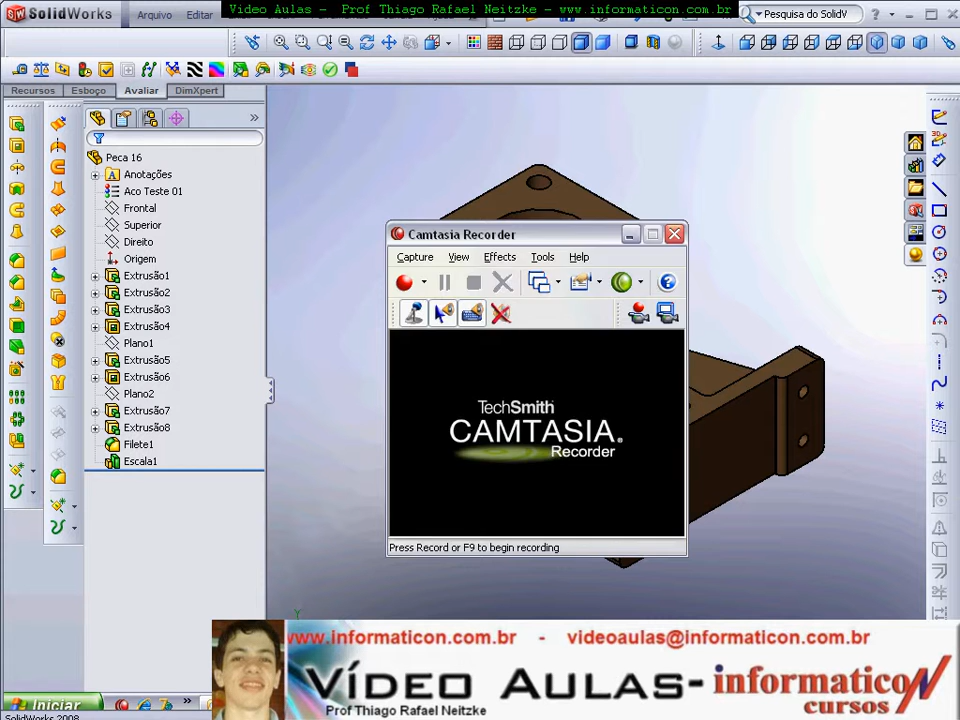 Video Aulas - Prof Thiago Rafael Neitzke - www.informaticon.com.br
SolidWorks
Arquivo
Editar
Pesquisa do SolidW
Recursos
Esboço
Avaliar
DimXpert
Peca 16
Anotações
Aco Teste 01
Frontal
Superior
Direito
Origem
Extrusão1
Extrusão2
Extrusão3
Extrusão4
Plano1
Extrusão5
Extrusão6
Plano2
Extrusão7
Extrusão8
Filete1
Escala1
Camtasia Recorder
Capture View Effects Tools Help
TechSmith
CAMTASIA
Recorder
Press Record or F9 to begin recording
Y
www.informaticon.com.br - videoaulas@informaticon.com.br
Vídeo Aulas - informaticon
cursos
Prof Thiago Rafael Neitzke
Iniciar
SolidWorks 2008